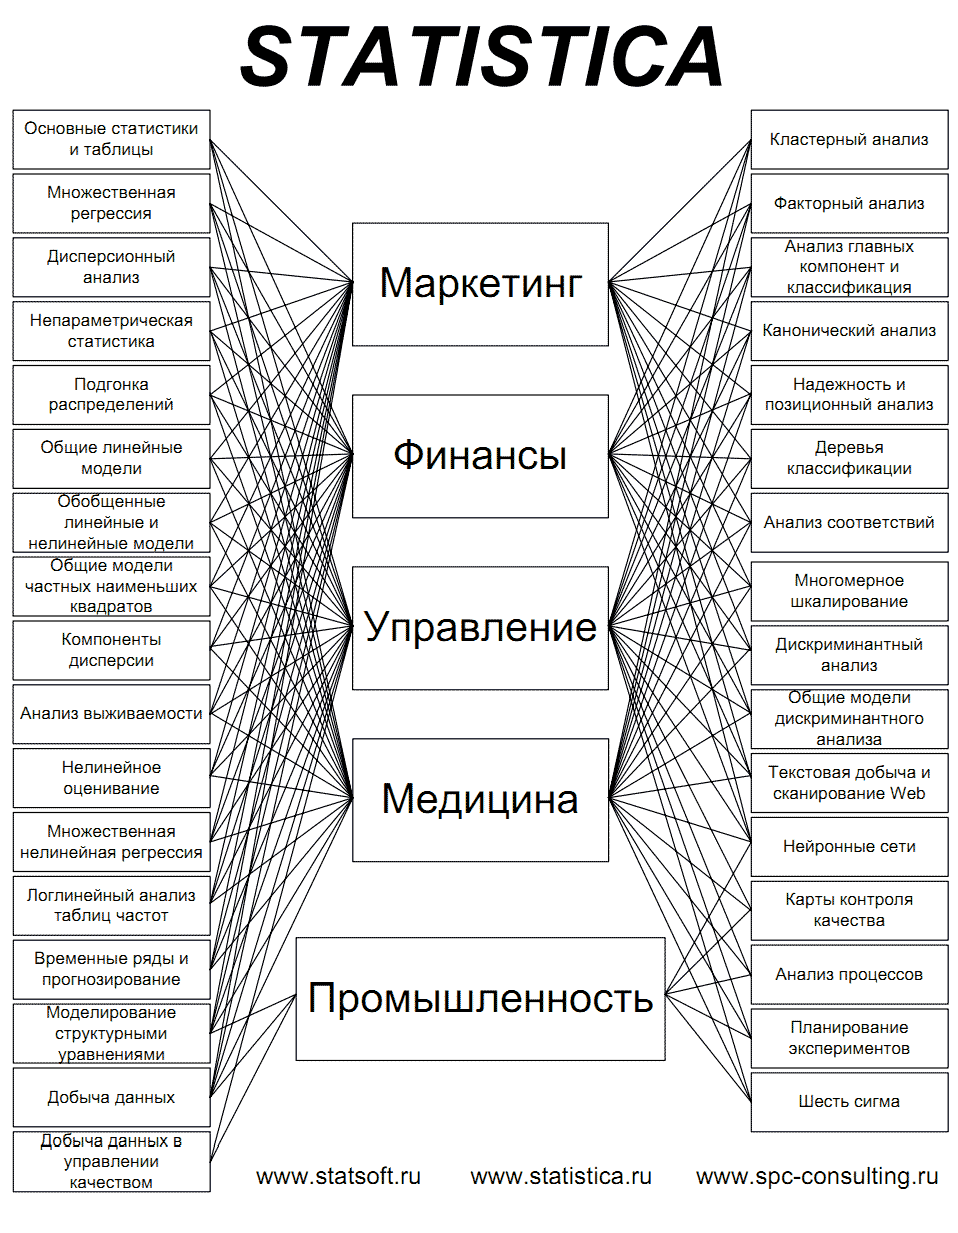 STATISTICA
Основные статистики
и таблицы
Множественная
регрессия
Дисперсионный
анализ
Непараметрическая
статистика
Подгонка
распределений
Общие линейные
модели
Обобщенные
линейные и
нелинейные модели
Общие модели
частных наименьших
квадратов
Компоненты
дисперсии
Анализ выживаемости
Нелинейное
оценивание
Множественная
нелинейная регрессия
Логлинейный анализ
таблиц частот
Временные ряды и
прогнозирование
Моделирование
структурными
уравнениями
Добыча данных
Добыча данных в
управлении
качеством
Маркетинг
Финансы
Управление
Медицина
Промышленность
Кластерный анализ
Факторный анализ
Анализ главных
компонент и
классификация
Канонический анализ
Надежность и
позиционный анализ
Деревья
классификации
Анализ соответствий
Многомерное
шкалирование
Дискриминантный
анализ
Общие модели
дискриминантного
анализа
Текстовая добыча и
сканирование Web
Нейронные сети
Карты контроля
качества
Анализ процессов
Планирование
экспериментов
Шесть сигма
www.statsoft.ru www.statistica.ru www.spc-consulting.ru